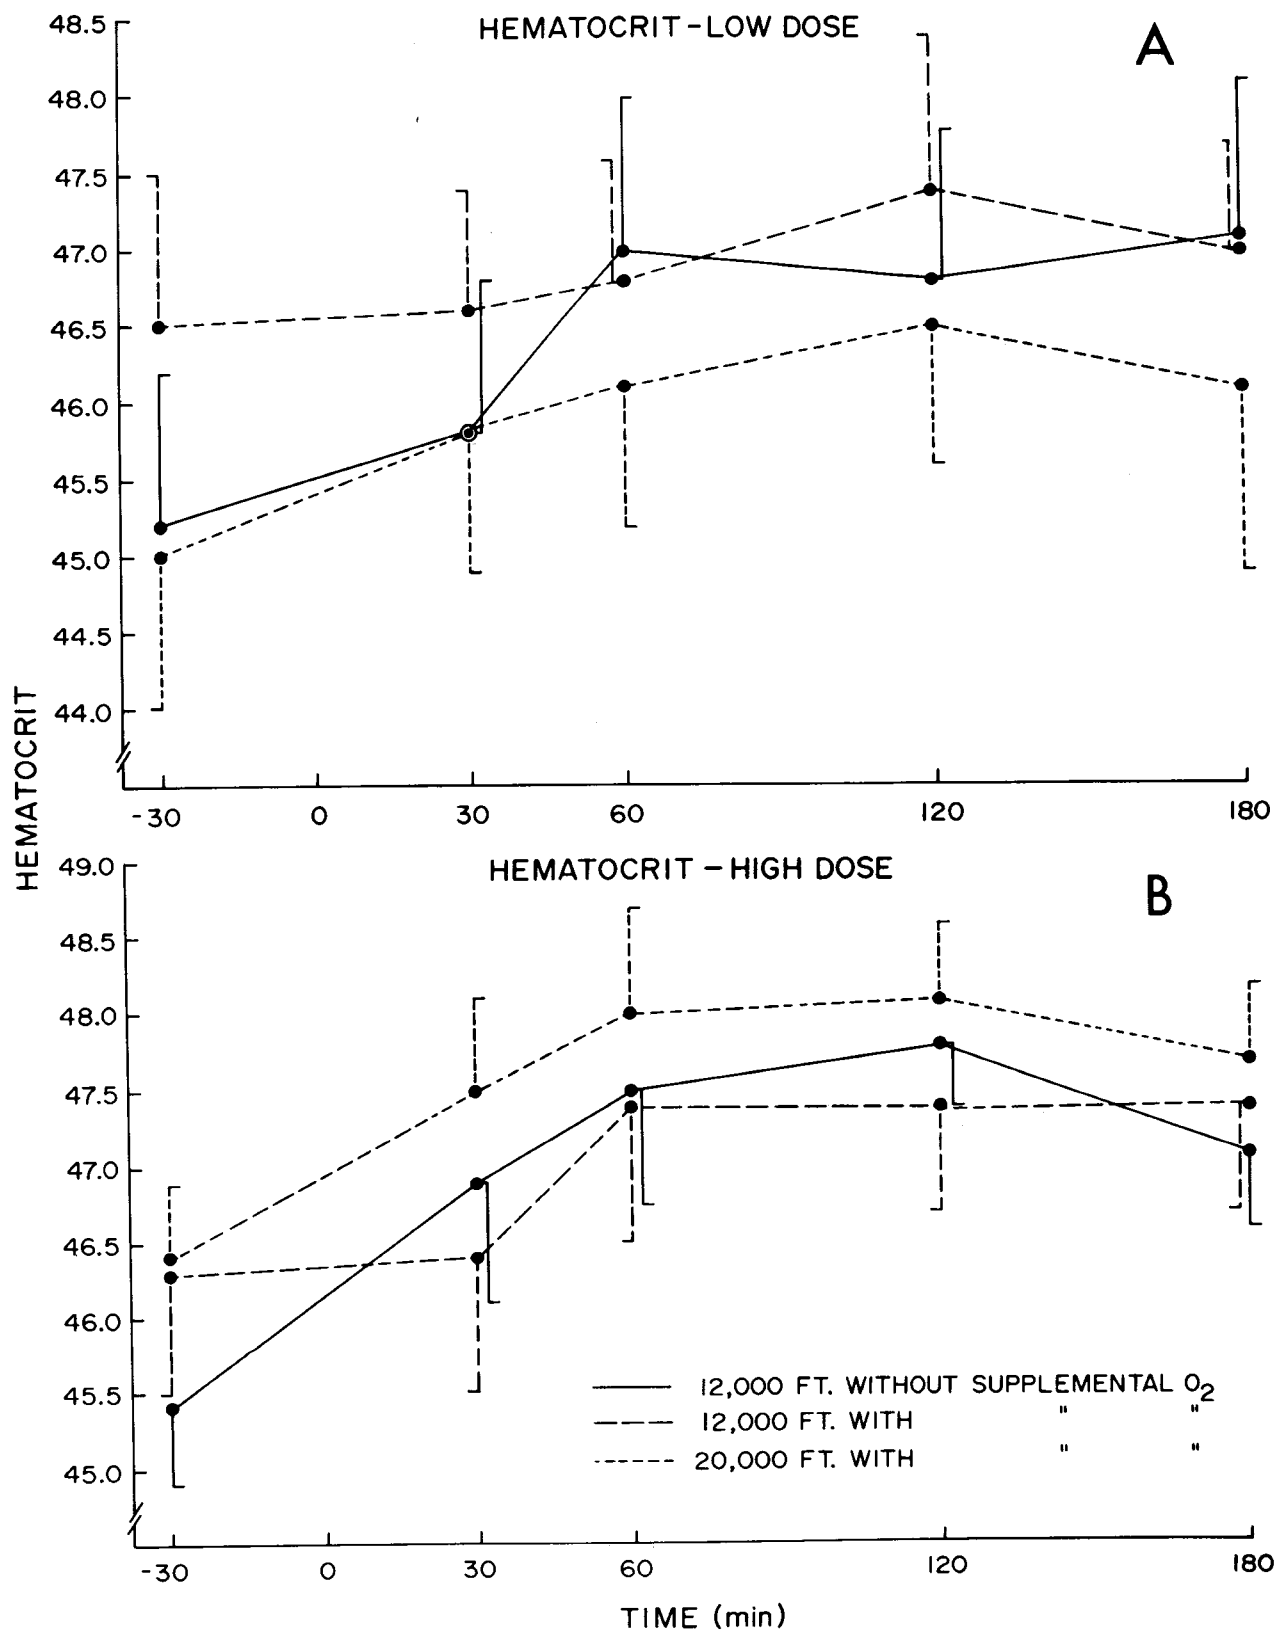 HEMATOCRIT – LOW DOSE
A
48.5
48.0
47.5
47.0
46.5
46.0
45.5
45.0
44.5
44.0
-30 0 30 60 120 180
HEMATOCRIT
HEMATOCRIT – HIGH DOSE
B
49.0
48.5
48.0
47.5
47.0
46.5
46.0
45.5
45.0
12,000 FT. WITHOUT SUPPLEMENTAL O2
12,000 FT. WITH " "
20,000 FT. WITH " "
-30 0 30 60 120 180
TIME (min)